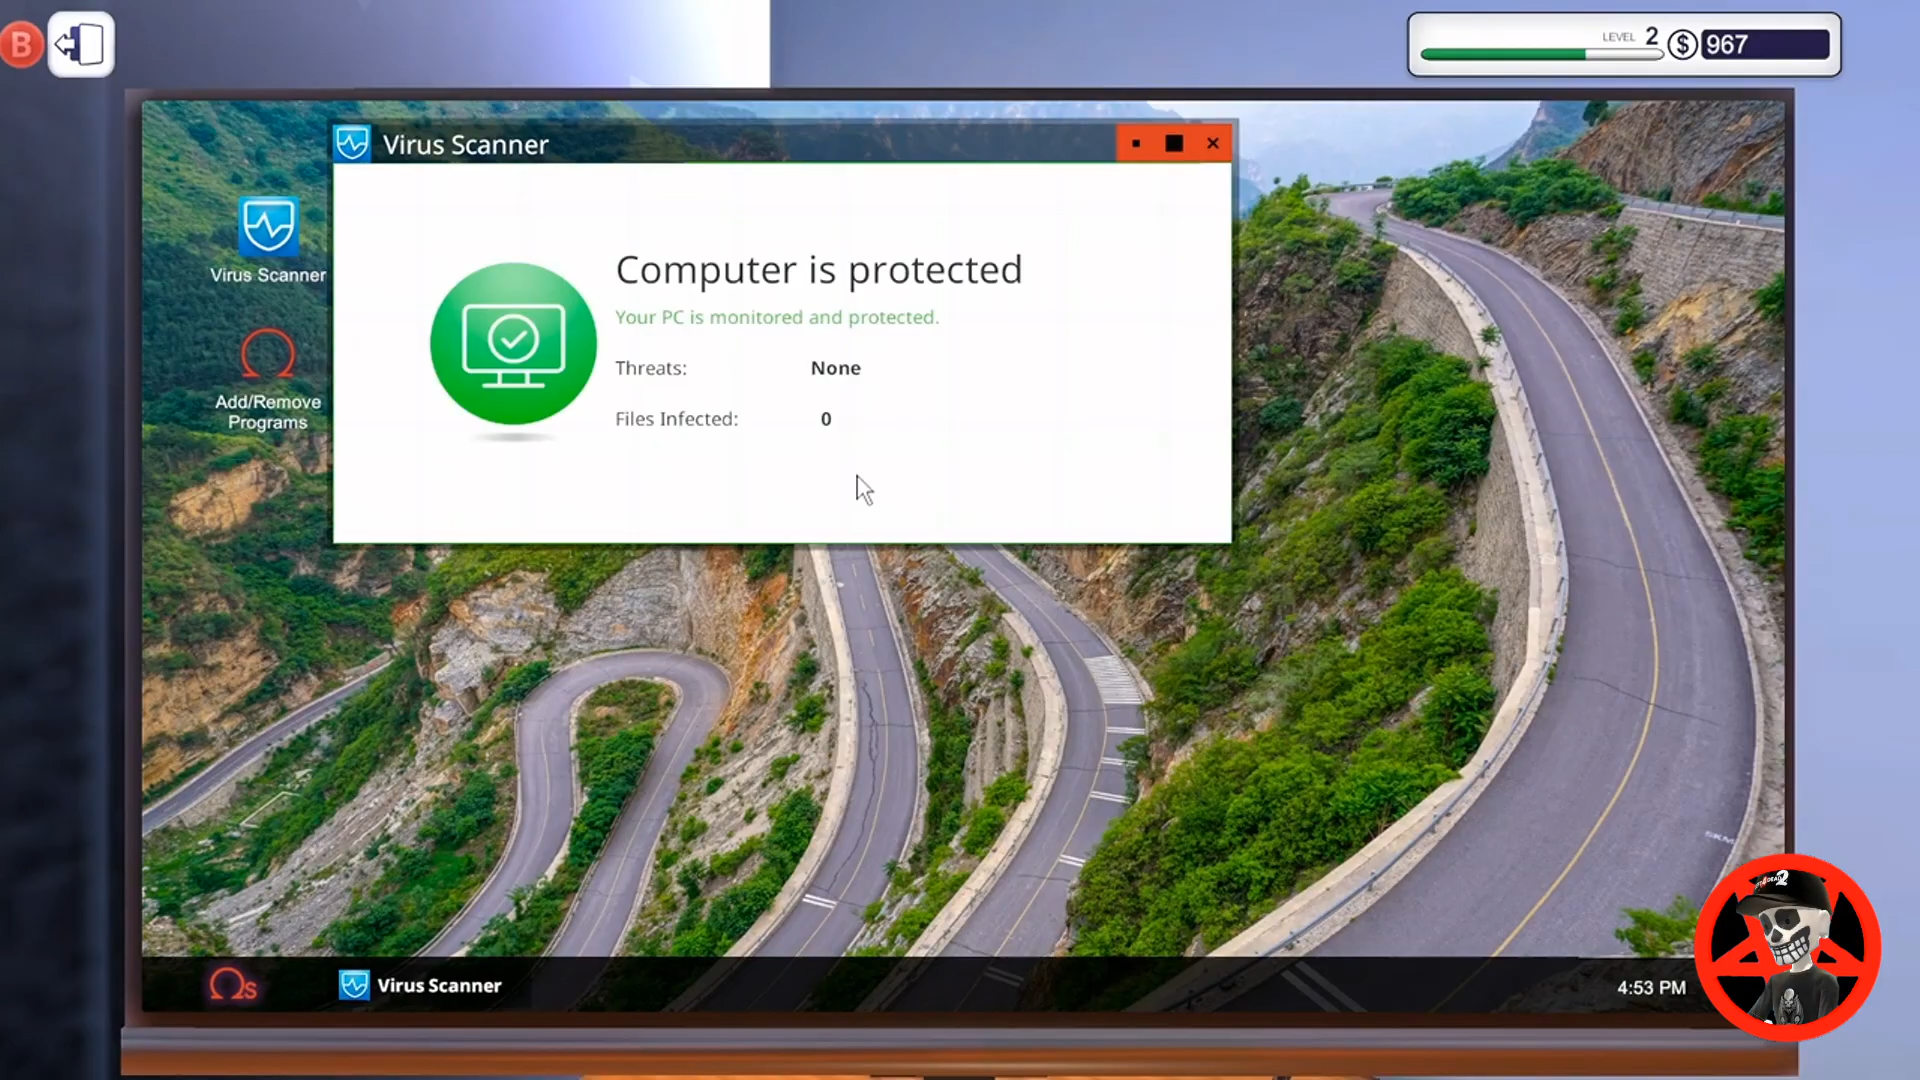 B
LEVEL 2
$ 967
Virus Scanner
Virus Scanner
Add/Remove
Programs
Computer is protected
Your PC is monitored and protected.
Threats: None
Files Infected: 0
Ωs
Virus Scanner
4:53 PM